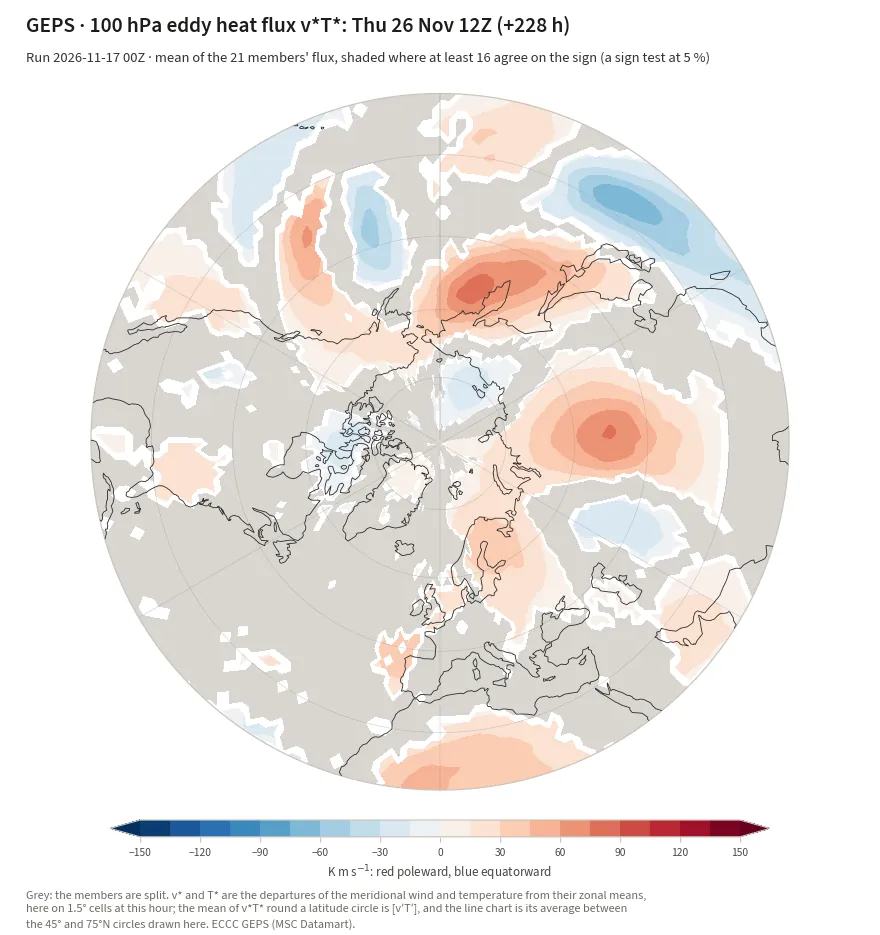 GEPS · 100 hPa eddy heat flux v*T*: Thu 26 Nov 12Z (+228 h)
Run 2026-11-17 00Z · mean of the 21 members' flux, shaded where at least 16 agree on the sign (a sign test at 5 %)
−150 −120 −90 −60 −30 0 30 60 90 120 150
K m s⁻¹: red poleward, blue equatorward
Grey: the members are split. v* and T* are the departures of the meridional wind and temperature from their zonal means,
here on 1.5° cells at this hour; the mean of v*T* round a latitude circle is [v'T'], and the line chart is its average between
the 45° and 75°N circles drawn here. ECCC GEPS (MSC Datamart).